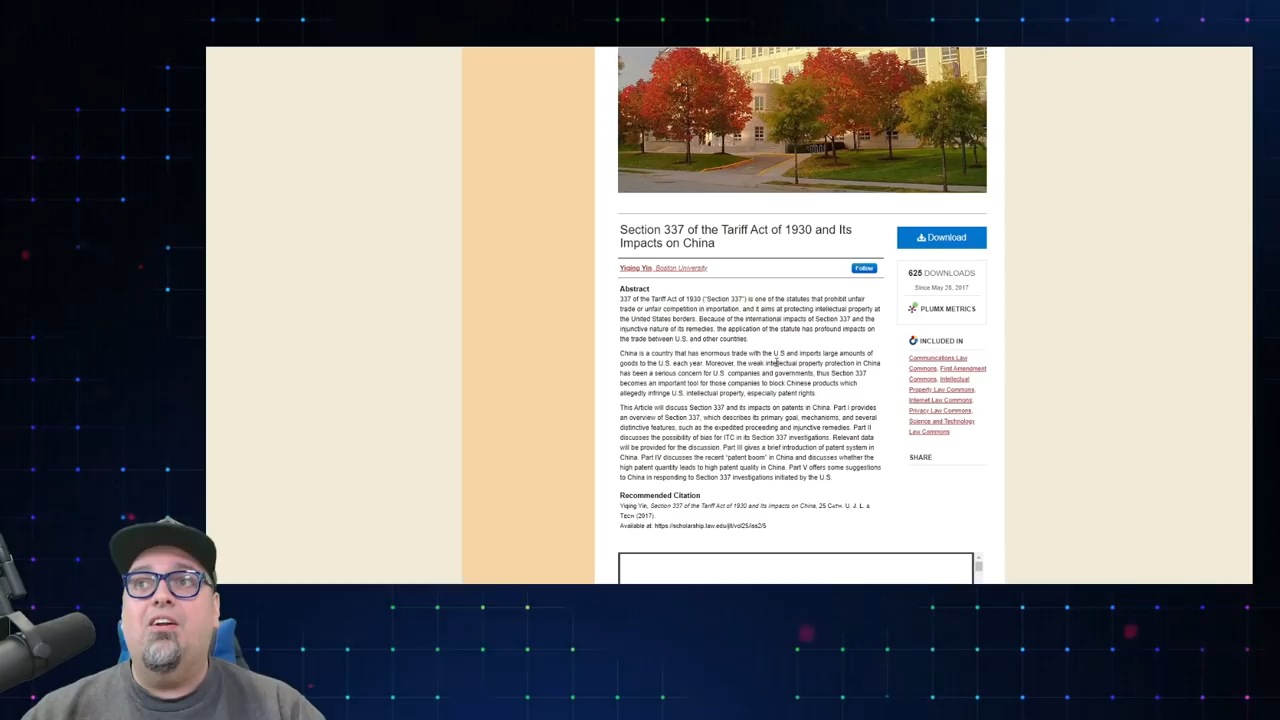 Section 337 of the Tariff Act of 1930 and Its
Impacts on China
Download
Yiqing Yin, Boston University
Follow
625 DOWNLOADS
Since May 26, 2017
PLUMX METRICS
Abstract
337 of the Tariff Act of 1930 ("Section 337") is one of the statutes that prohibit unfair
trade or unfair competition in importation, and it aims at protecting intellectual property at
the United States borders. Because of the international impacts of Section 337 and the
injunctive nature of its remedies, the application of the statute has profound impacts on
the trade between U.S. and other countries.
China is a country that has enormous trade with the U.S and imports large amounts of
goods to the U.S. each year. Moreover, the weak intellectual property protection in China
has been a serious concern for U.S. companies and governments, thus Section 337
becomes an important tool for those companies to block Chinese products which
allegedly infringe U.S. intellectual property, especially patent rights.
This Article will discuss Section 337 and its impacts on patents in China. Part I provides
an overview of Section 337, which describes its primary goal, mechanisms, and several
distinctive features, such as the expedited proceeding and injunctive remedies. Part II
discusses the possibility of bias for ITC in its Section 337 investigations. Relevant data
will be provided for the discussion. Part III gives a brief introduction of patent system in
China. Part IV discusses the recent "patent boom" in China and discusses whether the
high patent quantity leads to high patent quality in China. Part V offers some suggestions
to China in responding to Section 337 investigations initiated by the U.S.
INCLUDED IN
Communications Law
Commons, First Amendment
Commons, Intellectual
Property Law Commons,
Internet Law Commons,
Privacy Law Commons,
Science and Technology
Law Commons
SHARE
Recommended Citation
Yiqing Yin, Section 337 of the Tariff Act of 1930 and Its Impacts on China, 25 Cath. U. J. L. &
Tech (2017).
Available at: https://scholarship.law.edu/jlt/vol25/iss2/5